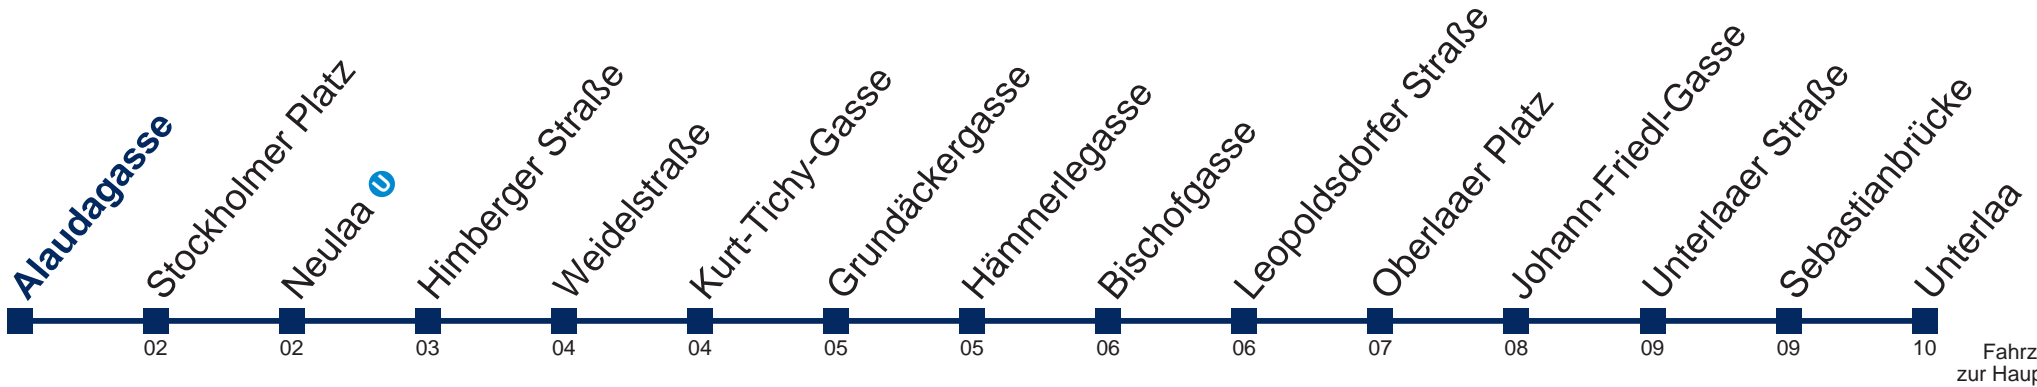 Alaudagasse
Stockholmer Platz
Neulaa U
Himberger Straße
Weidelstraße
Kurt-Tichy-Gasse
Grundäckergasse
Hämmerlegasse
Bischofgasse
Leopoldsdorfer Straße
Oberlaaer Platz
Johann-Friedl-Gasse
Unterlaaer Straße
Sebastianbrücke
Unterlaa
02 02 03 04 04 05 05 06 06 07 08 09 09 10
zur